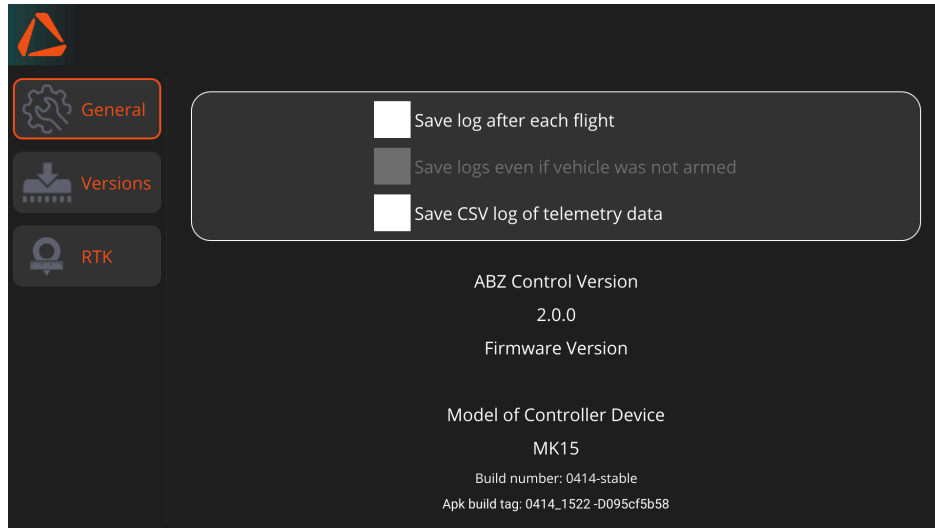 General
Versions
RTK
Save log after each flight
Save logs even if vehicle was not armed
Save CSV log of telemetry data
ABZ Control Version
2.0.0
Firmware Version
Model of Controller Device
MK15
Build number: 0414-stable
Apk build tag: 0414_1522 -D095cf5b58